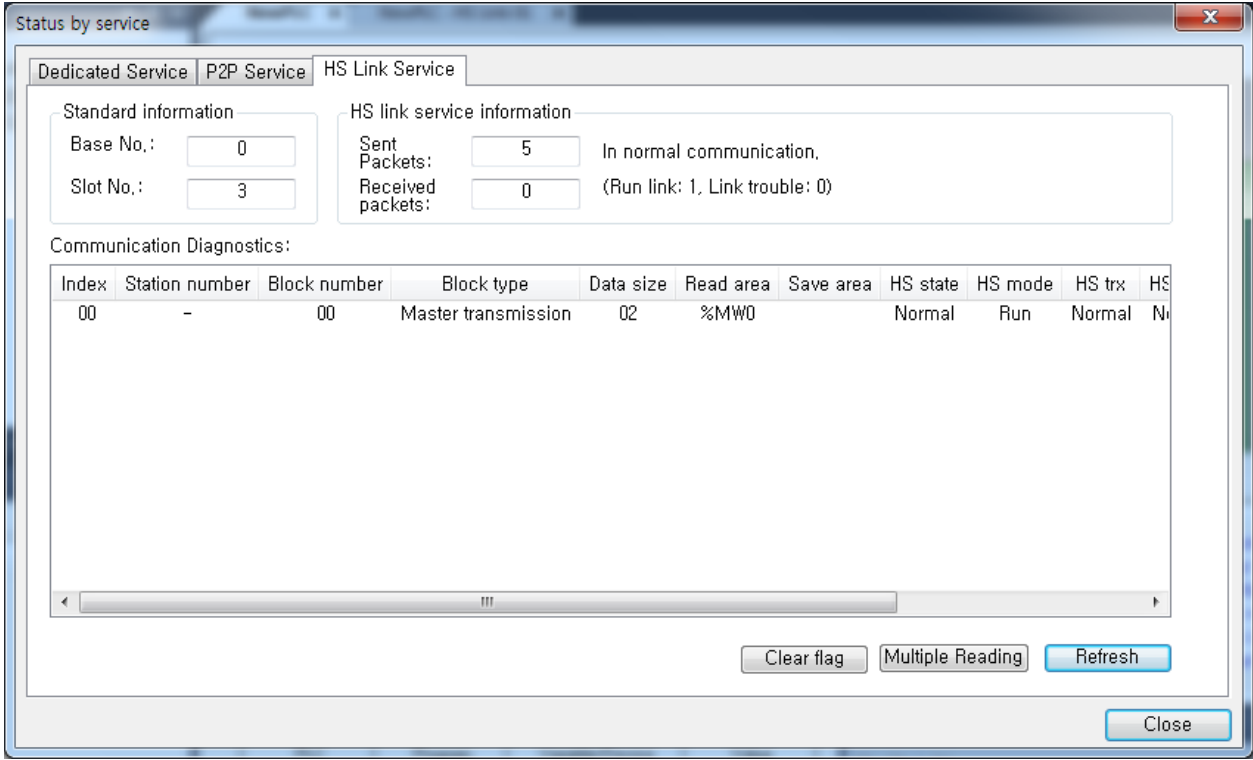 Status by service
Dedicated Service P2P Service HS Link Service
Standard information
Base No.: 0
Slot No.: 3
HS link service information
Sent Packets: 5
Received packets: 0
In normal communication.
(Run link: 1, Link trouble: 0)
Communication Diagnostics:
Index Station number Block number Block type Data size Read area Save area HS state HS mode HS trx HS
00 - 00 Master transmission 02 %MW0 Normal Run Normal
Clear flag Multiple Reading Refresh
Close